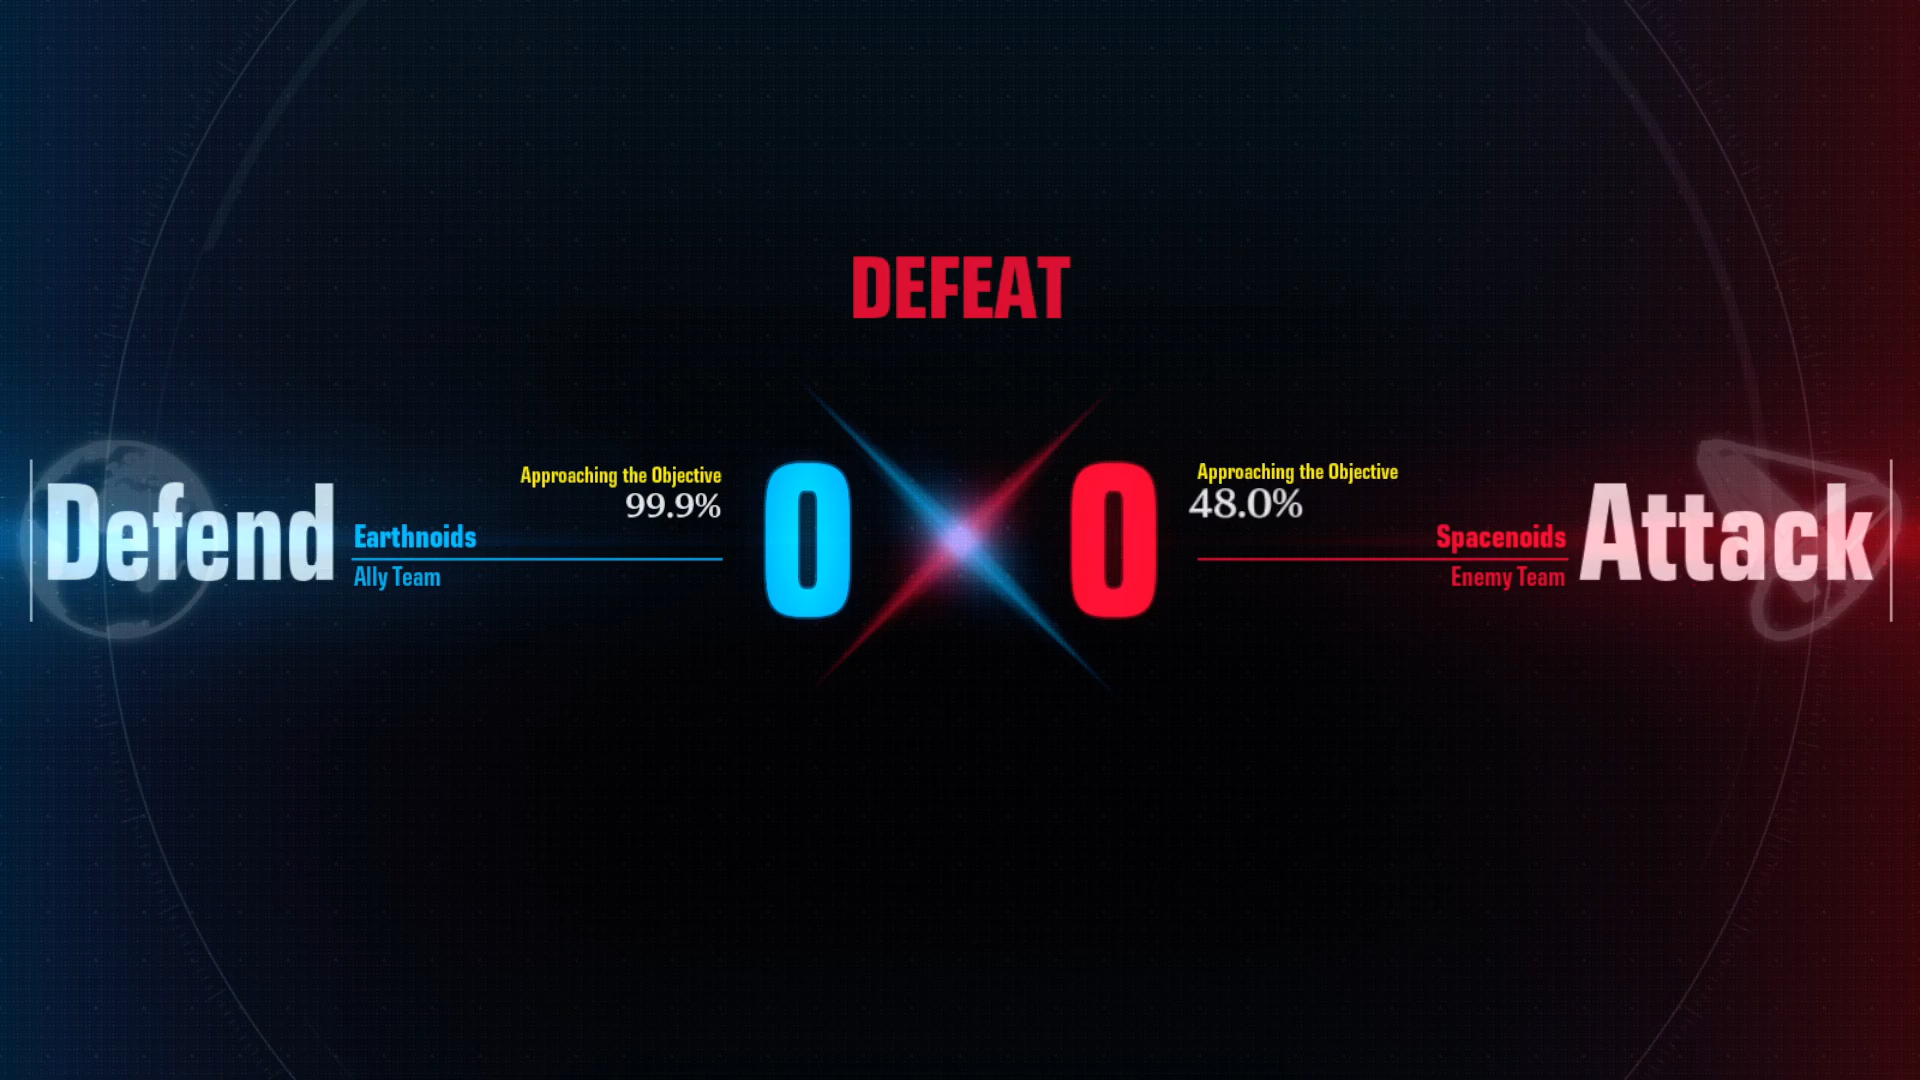 DEFEAT
Defend
Earthnoids
Ally Team
Approaching the Objective
99.9%
0
0
Approaching the Objective
48.0%
Spacenoids
Enemy Team
Attack